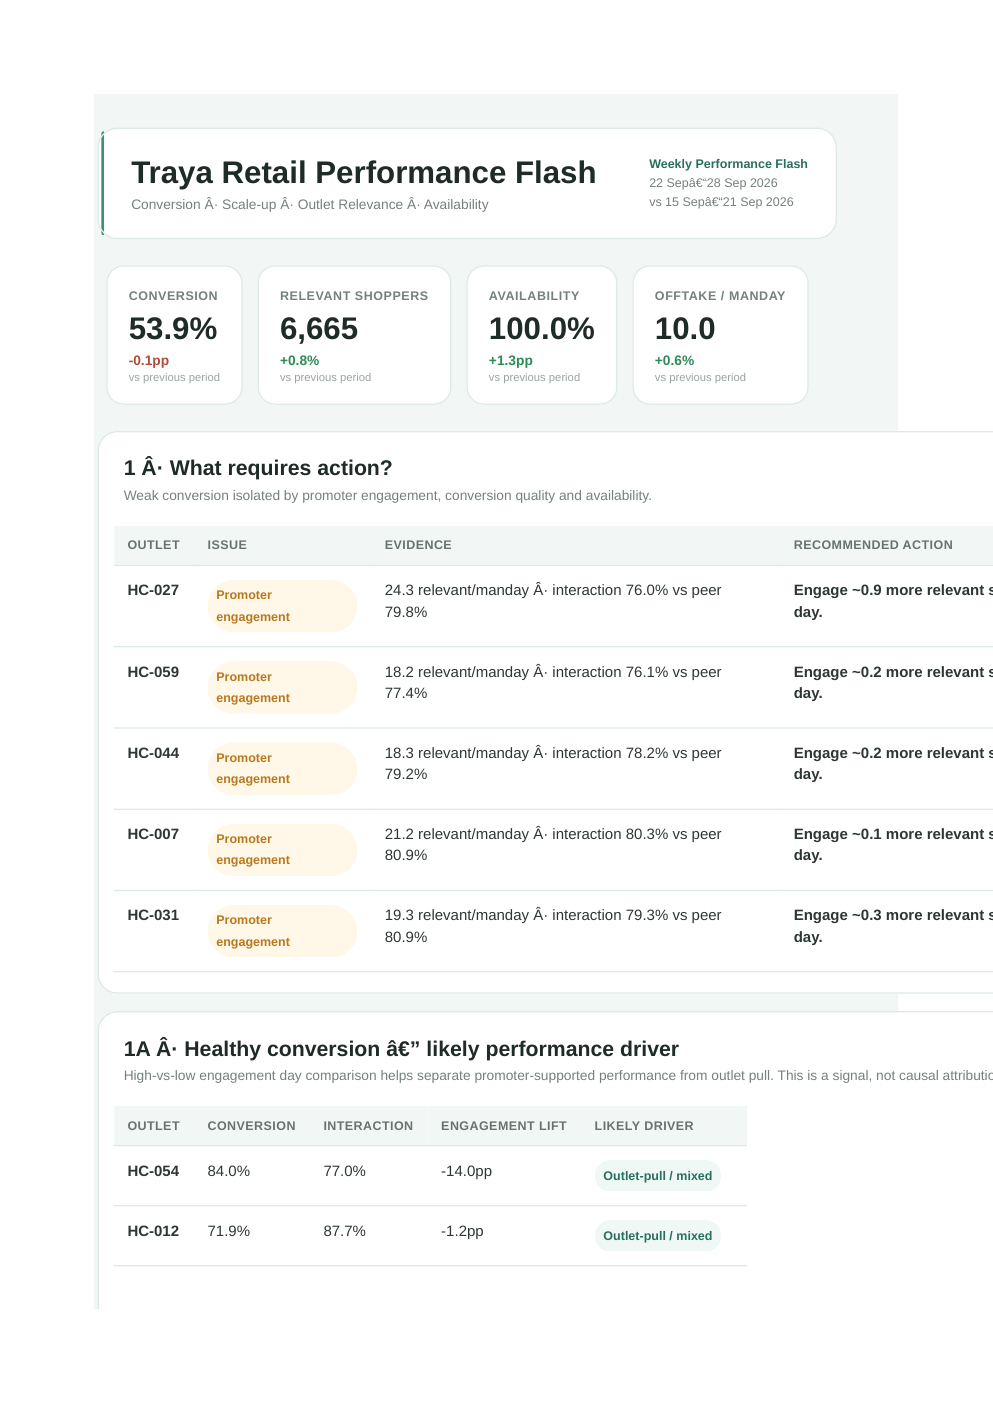 Traya Retail Performance Flash
Conversion Â· Scale-up Â· Outlet Relevance Â· Availability
Weekly Performance Flash
22 Sepâ€“28 Sep 2026
vs 15 Sepâ€“21 Sep 2026
CONVERSION
53.9%
-0.1pp
vs previous period
RELEVANT SHOPPERS
6,665
+0.8%
vs previous period
AVAILABILITY
100.0%
+1.3pp
vs previous period
OFFTAKE / MANDAY
10.0
+0.6%
vs previous period
1 Â· What requires action?
Weak conversion isolated by promoter engagement, conversion quality and availability.
OUTLET ISSUE EVIDENCE RECOMMENDED ACTION
HC-027
Promoter
engagement
24.3 relevant/manday Â· interaction 76.0% vs peer
79.8%
Engage ~0.9 more relevant
day.
HC-059
Promoter
engagement
18.2 relevant/manday Â· interaction 76.1% vs peer
77.4%
Engage ~0.2 more relevant
day.
HC-044
Promoter
engagement
18.3 relevant/manday Â· interaction 78.2% vs peer
79.2%
Engage ~0.2 more relevant
day.
HC-007
Promoter
engagement
21.2 relevant/manday Â· interaction 80.3% vs peer
80.9%
Engage ~0.1 more relevant
day.
HC-031
Promoter
engagement
19.3 relevant/manday Â· interaction 79.3% vs peer
80.9%
Engage ~0.3 more relevant
day.
1A Â· Healthy conversion â€” likely performance driver
High-vs-low engagement day comparison helps separate promoter-supported performance from outlet pull. This is a signal, not causal
OUTLET CONVERSION INTERACTION ENGAGEMENT LIFT LIKELY DRIVER
HC-054 84.0% 77.0% -14.0pp Outlet-pull / mixed
HC-012 71.9% 87.7% -1.2pp Outlet-pull / mixed